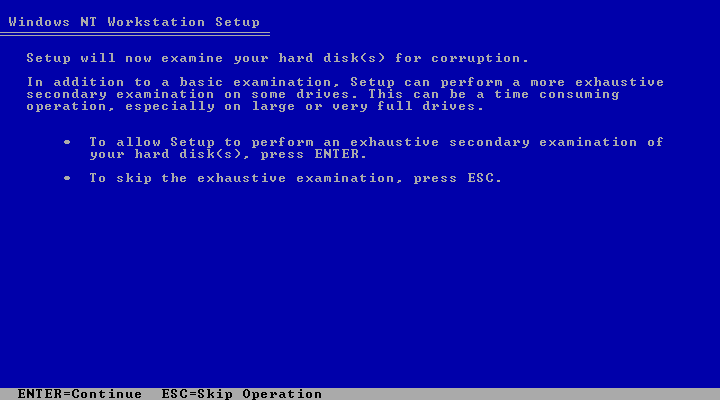 Windows NT Workstation Setup
Setup will now examine your hard disk(s) for corruption.
In addition to a basic examination, Setup can perform a more exhaustive
secondary examination on some drives. This can be a time consuming
operation, especially on large or very full drives.
• To allow Setup to perform an exhaustive secondary examination of
your hard disk(s), press ENTER.
• To skip the exhaustive examination, press ESC.
ENTER=Continue ESC=Skip Operation